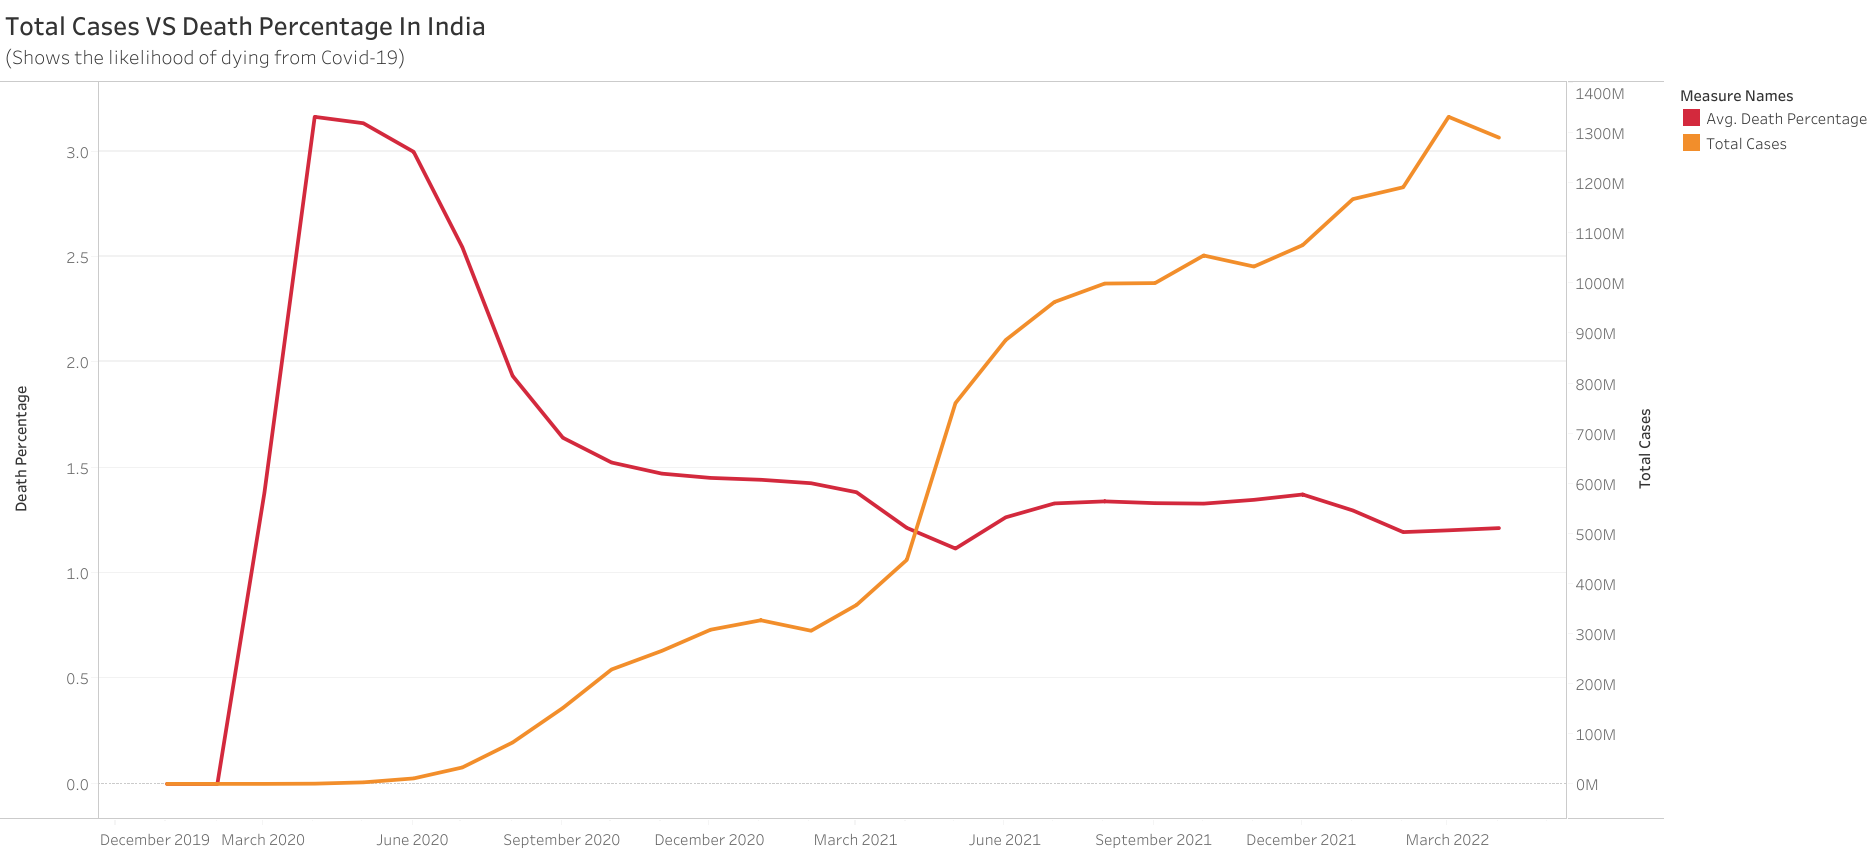 Total Cases VS Death Percentage In India
(Shows the likelihood of dying from Covid-19)
Measure Names
Avg. Death Percentage
Total Cases
Death Percentage
3.0
2.5
2.0
1.5
1.0
0.5
0.0
1400M
1300M
1200M
1100M
1000M
900M
800M
700M
600M
500M
400M
300M
200M
100M
0M
Total Cases
December 2019 March 2020 June 2020 September 2020 December 2020 March 2021 June 2021 September 2021 December 2021 March 2022